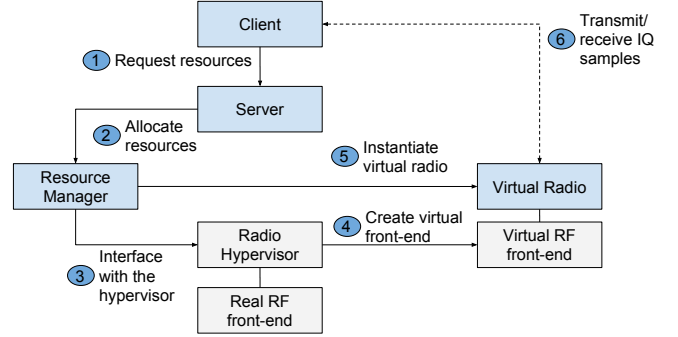 Client
6
Transmit/
receive IQ
samples
1
Request resources
Server
2
Allocate
resources
5
Instantiate
virtual radio
Resource
Manager
Virtual Radio
Radio
Hypervisor
4
Create virtual
front-end
Virtual RF
front-end
3
Interface
with the
hypervisor
Real RF
front-end